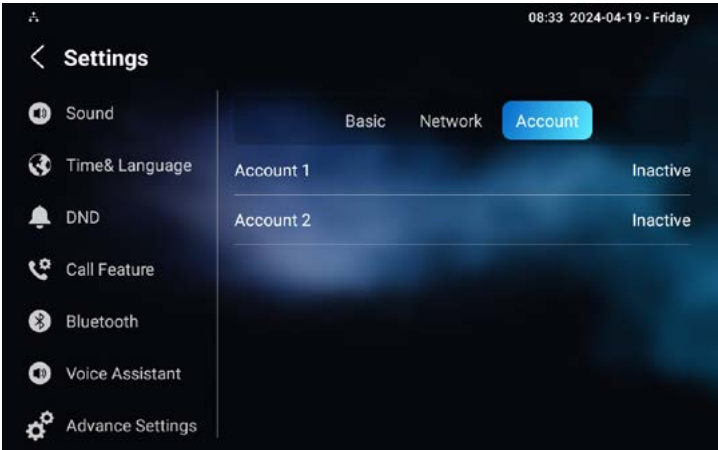 08:33 2024-04-19 - Friday
Settings
Sound
Time& Language
DND
Call Feature
Bluetooth
Voice Assistant
Advance Settings
Basic Network Account
Account 1 Inactive
Account 2 Inactive